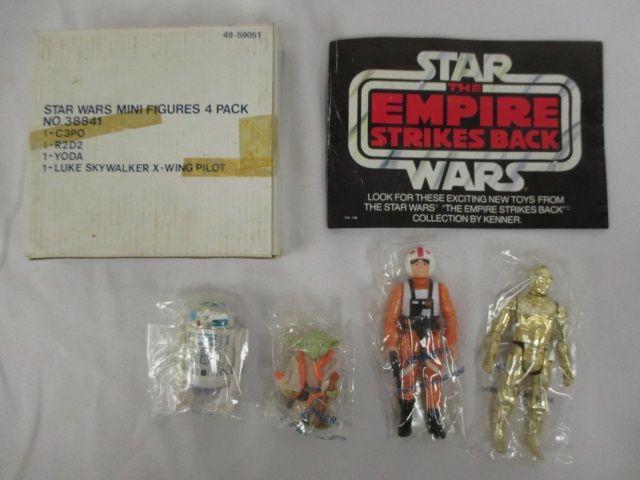 49-59051
STAR WARS MINI FIGURES 4 PACK
NO.38841
1-C3PO
1-R2D2
1-YODA
1-LUKE SKYWALKER X-WING PILOT
STAR
THE
EMPIRE
STRIKES BACK
WARS
LOOK FOR THESE EXCITING NEW TOYS FROM
THE STAR WARS "THE EMPIRE STRIKES BACK"
COLLECTION BY KENNER.
KENNER